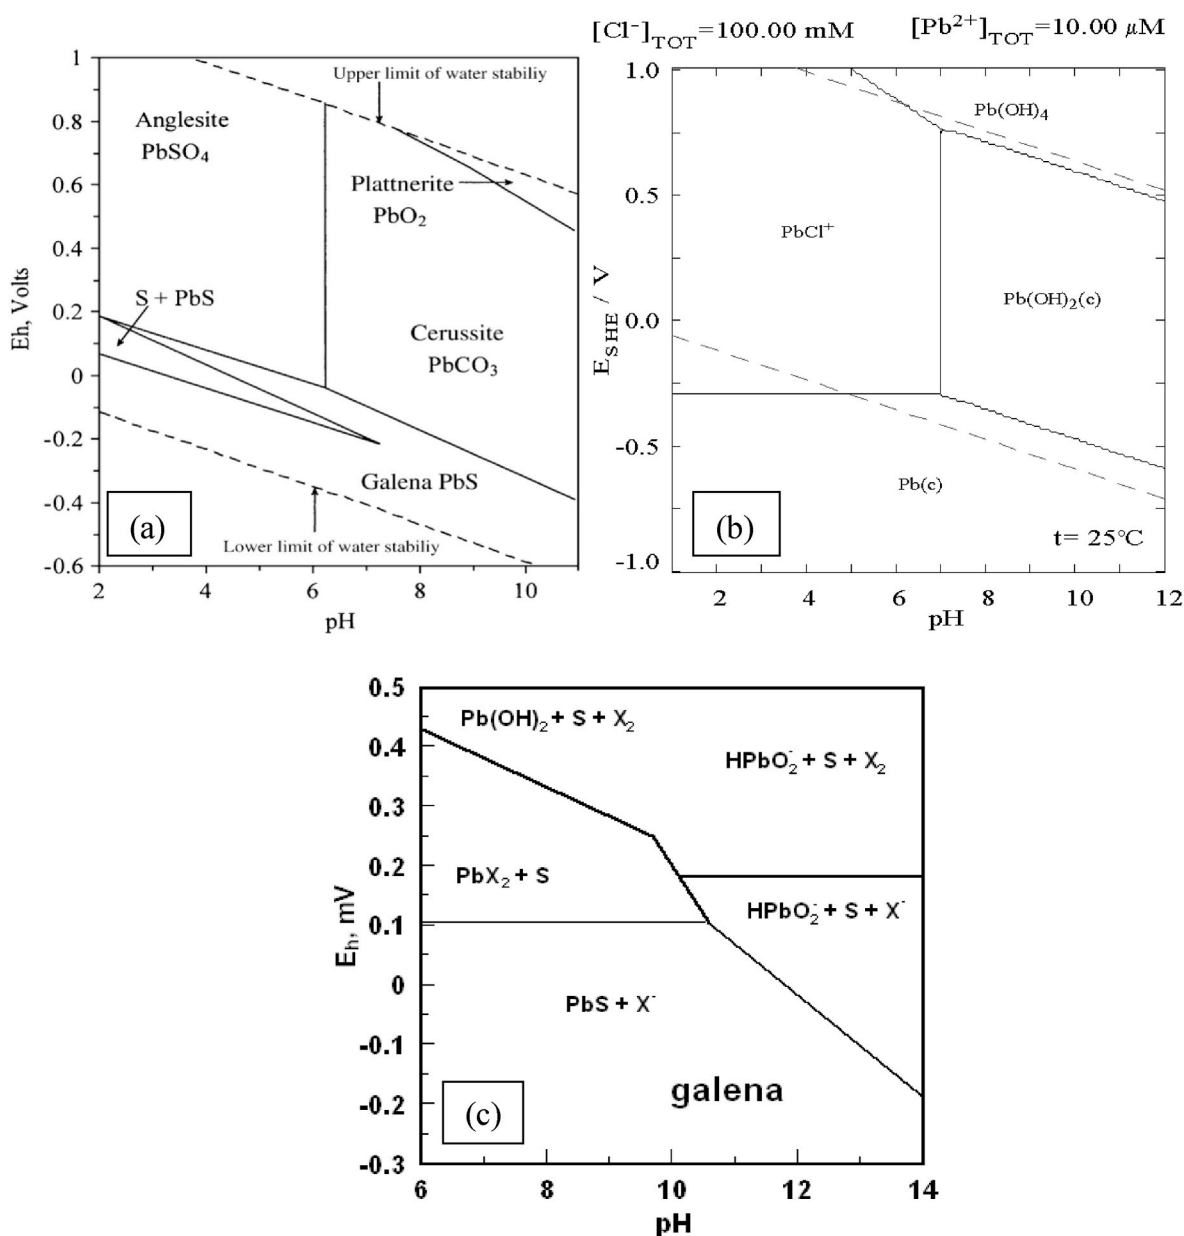 [Cl⁻]TOT=100.00 mM
[Pb²⁺]TOT=10.00 μM
1
0.8
0.6
0.4
0.2
0
-0.2
-0.4
-0.6
Eh, Volts
Upper limit of water stabiliy
Anglesite
PbSO₄
Plattnerite
PbO₂
S + PbS
Cerussite
PbCO₃
Galena PbS
(a)
Lower limit of water stabiliy
2
4
6
8
10
pH
1.0
0.5
0.0
-0.5
-1.0
E SHE / V
Pb(OH)₄
PbCl⁺
Pb(OH)₂(c)
Pb(c)
(b)
t= 25°C
2
4
6
8
10
12
pH
0.5
0.4
0.3
0.2
0.1
0
-0.1
-0.2
-0.3
Eₕ, mV
Pb(OH)₂ + S + X₂
HPbO₂⁻ + S + X₂
PbX₂ + S
HPbO₂⁻ + S + X⁻
PbS + X⁻
galena
(c)
6
8
10
12
14
pH